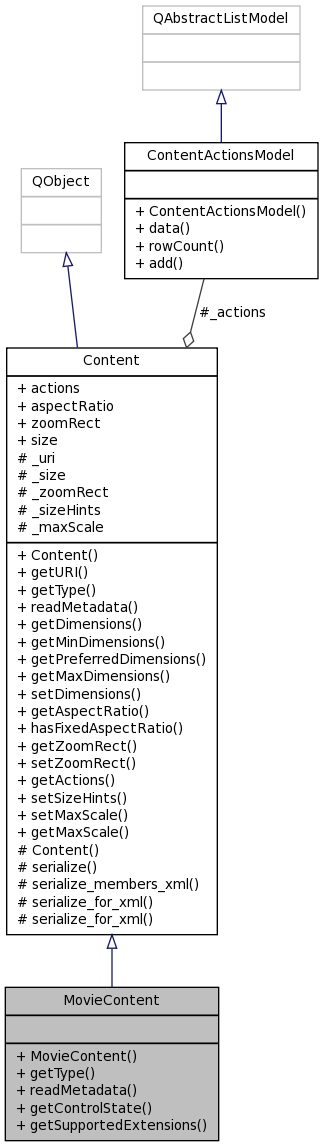 QAbstractListModel
ContentActionsModel
+ ContentActionsModel()
+ data()
+ rowCount()
+ add()
QObject
#_actions
Content
+ actions
+ aspectRatio
+ zoomRect
+ size
# _uri
# _size
# _zoomRect
# _sizeHints
# _maxScale
+ Content()
+ getURI()
+ getType()
+ readMetadata()
+ getDimensions()
+ getMinDimensions()
+ getPreferredDimensions()
+ getMaxDimensions()
+ setDimensions()
+ getAspectRatio()
+ hasFixedAspectRatio()
+ getZoomRect()
+ setZoomRect()
+ getActions()
+ setSizeHints()
+ setMaxScale()
+ getMaxScale()
# Content()
# serialize()
# serialize_members_xml()
# serialize_for_xml()
# serialize_for_xml()
MovieContent
+ MovieContent()
+ getType()
+ readMetadata()
+ getControlState()
+ getSupportedExtensions()